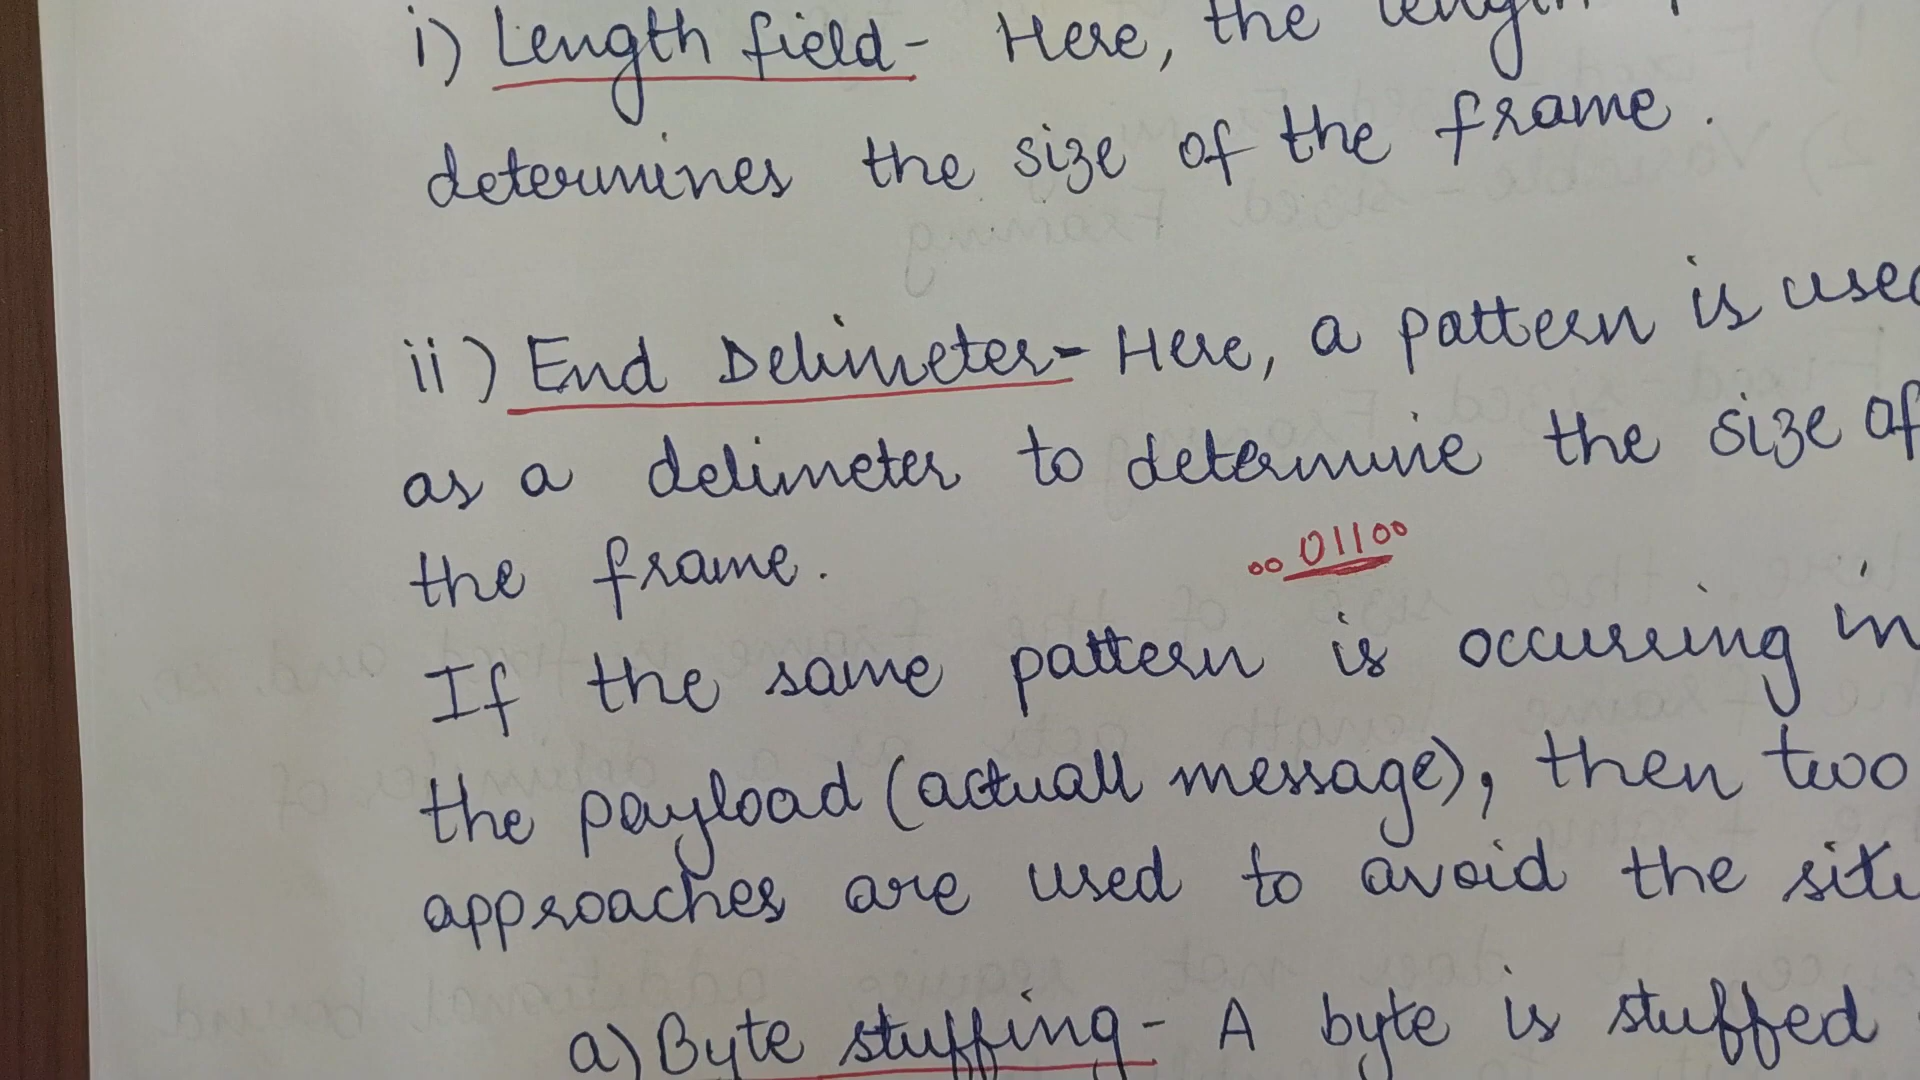 i) Length field - Here, the length
determines the size of the frame.
ii) End Delimeter - Here, a pattern is used
as a delimeter to determine the size of
the frame.
00 01100
If the same pattern is occurring in
the payload (actuall message), then two
approaches are used to avoid the
a) Byte stuffing - A byte is stuffed